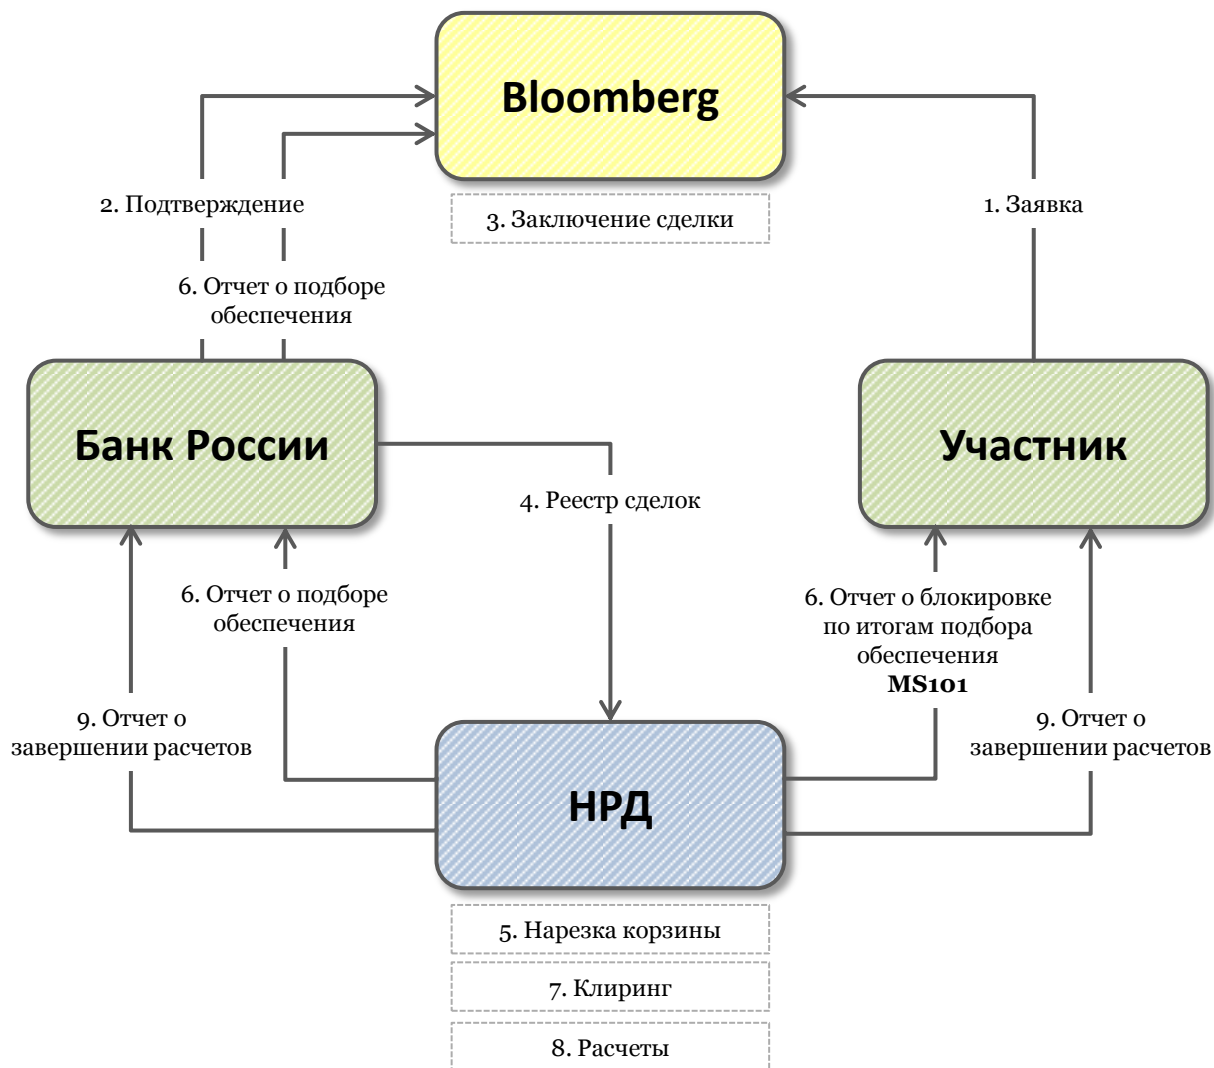 Bloomberg
2. Подтверждение
3. Заключение сделки
1. Заявка
6. Отчет о подборе
обеспечения
Банк России
Участник
4. Реестр сделок
6. Отчет о подборе
обеспечения
6. Отчет о блокировке
по итогам подбора
обеспечения
MS101
9. Отчет о
завершении расчетов
9. Отчет о
завершении расчетов
НРД
5. Нарезка корзины
7. Клиринг
8. Расчеты